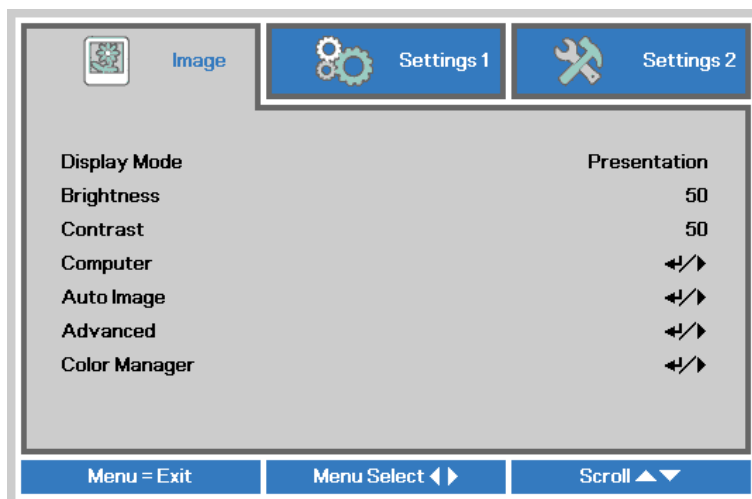 Image
Settings 1
Settings 2
Display Mode Presentation
Brightness 50
Contrast 50
Computer
Auto Image
Advanced
Color Manager
Menu = Exit
Menu Select
Scroll